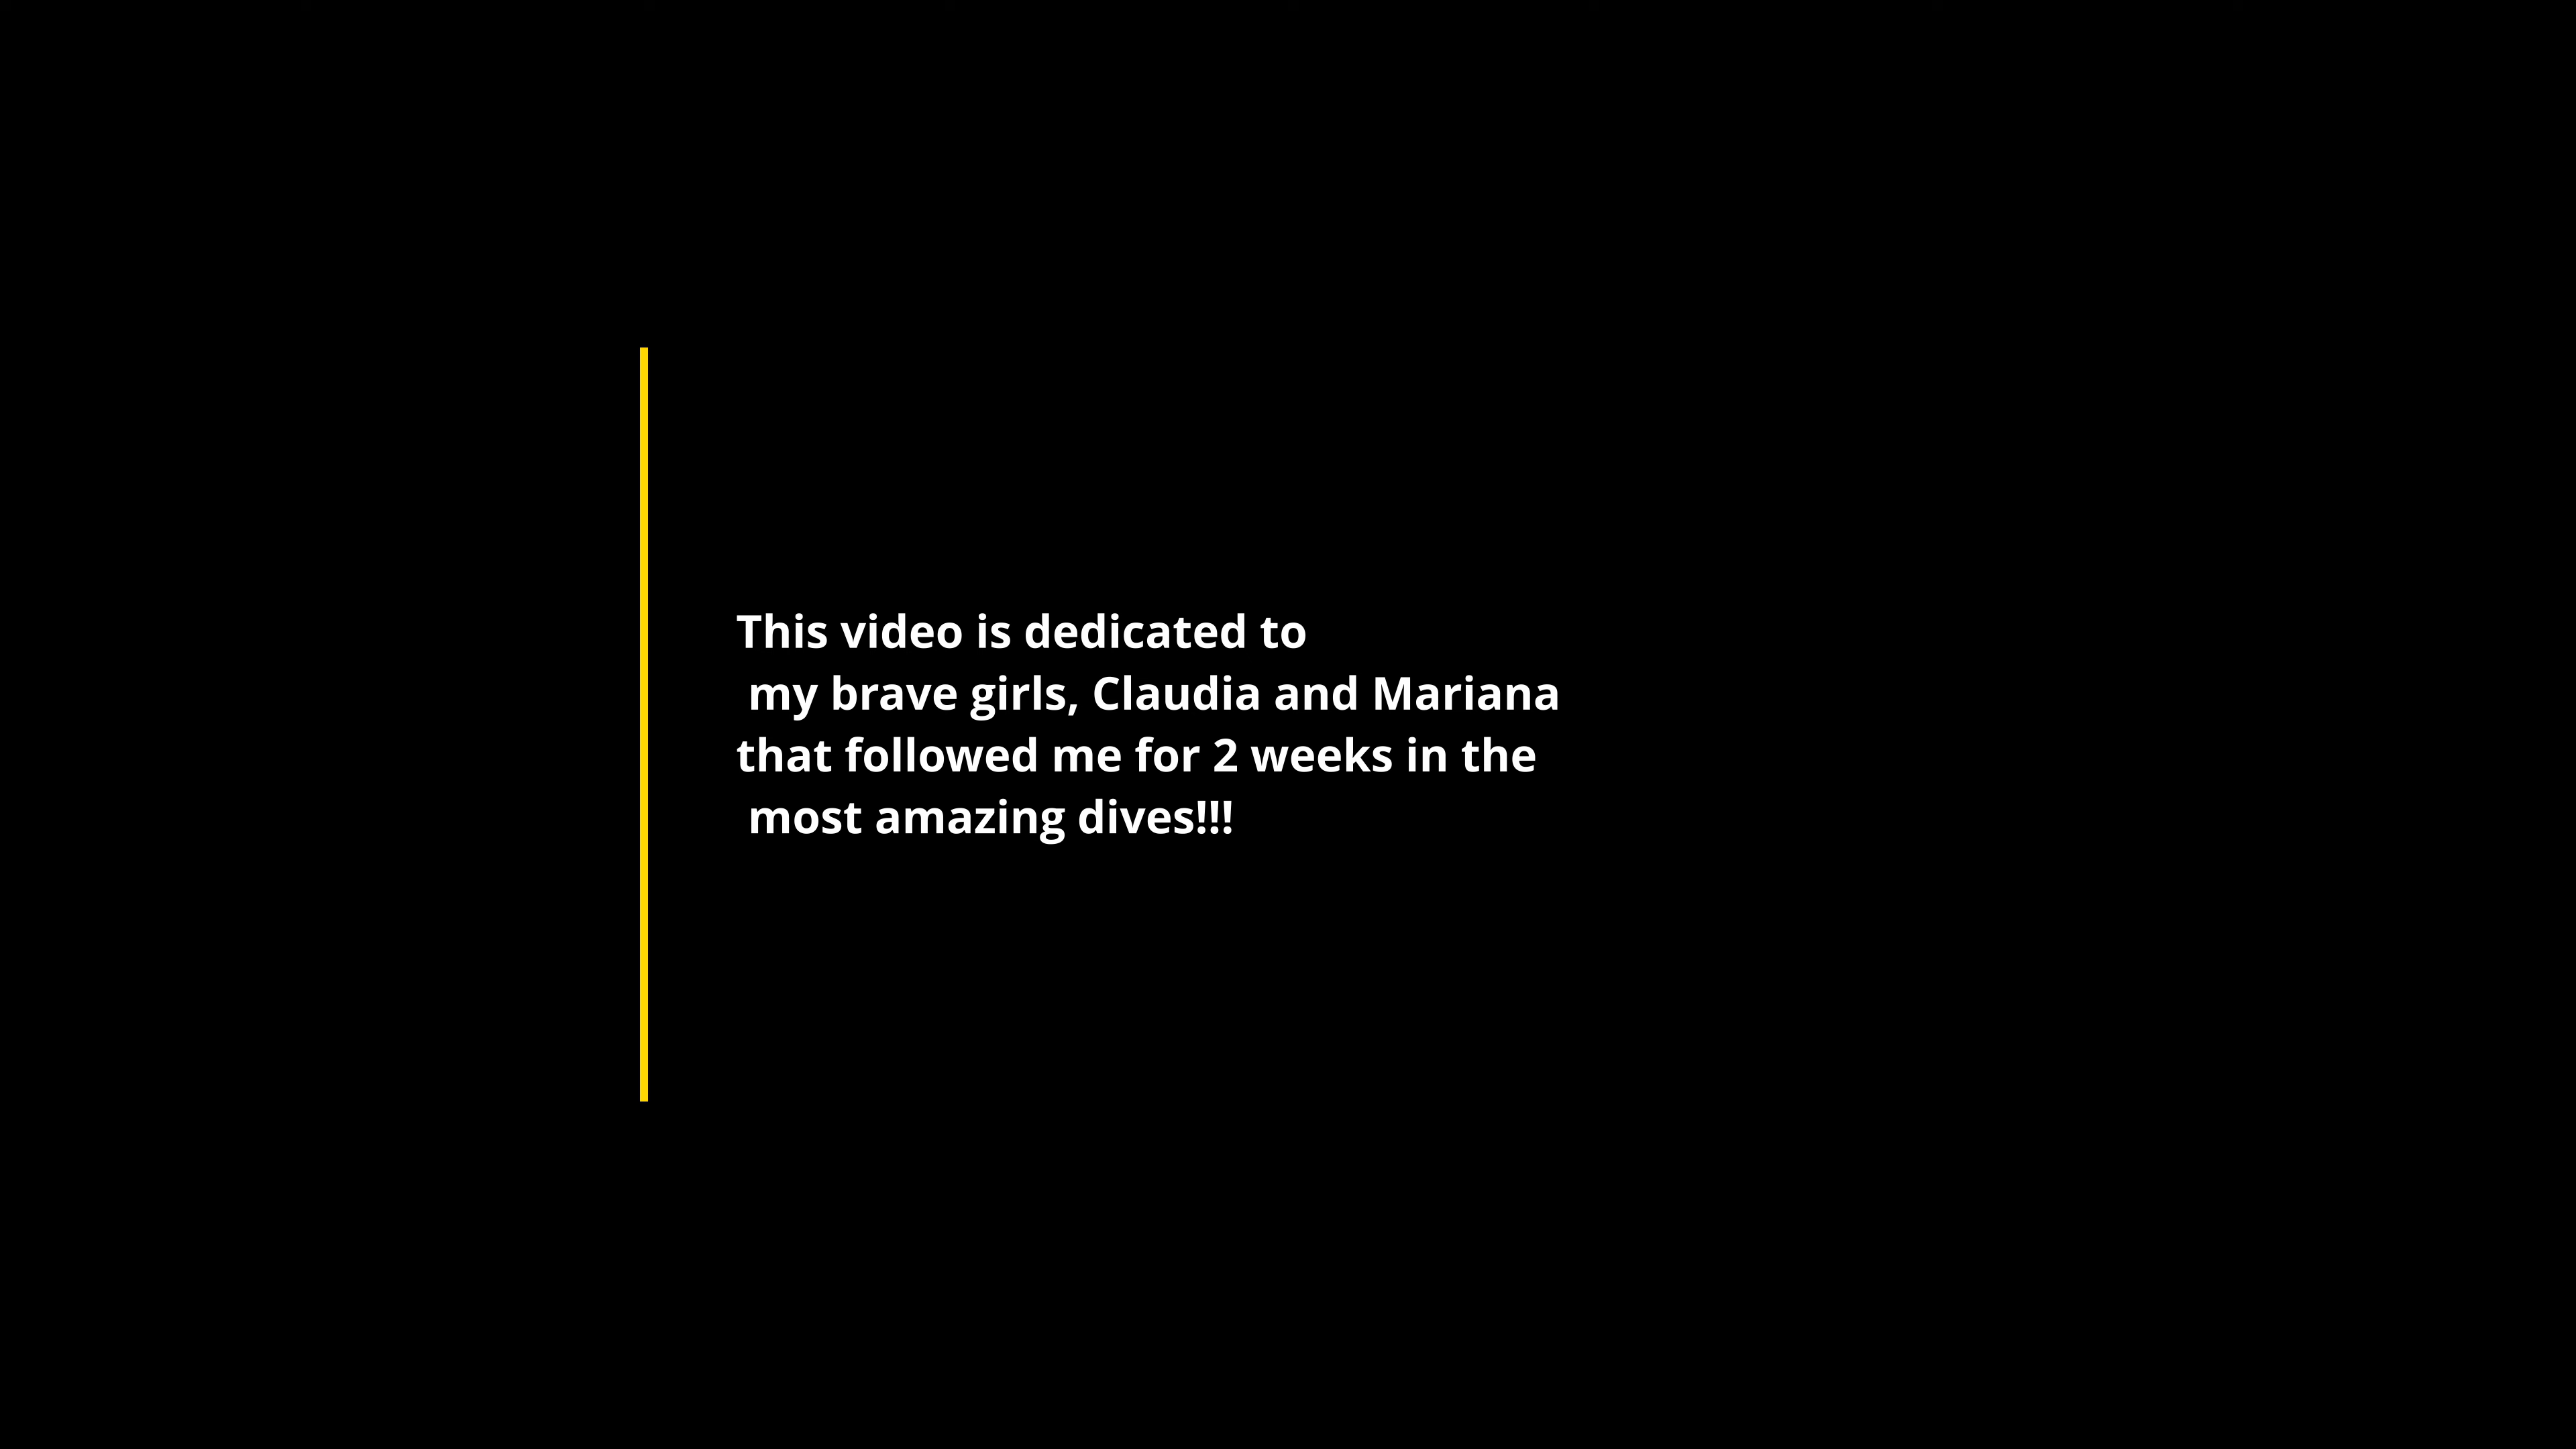 This video is dedicated to
my brave girls, Claudia and Mariana
that followed me for 2 weeks in the
most amazing dives!!!